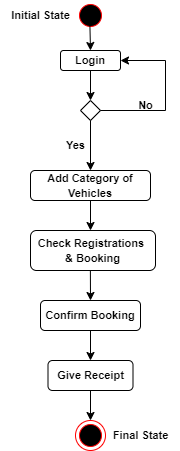 Initial State
Login
No
Yes
Add Category of
Vehicles
Check Registrations
& Booking
Confirm Booking
Give Receipt
Final State